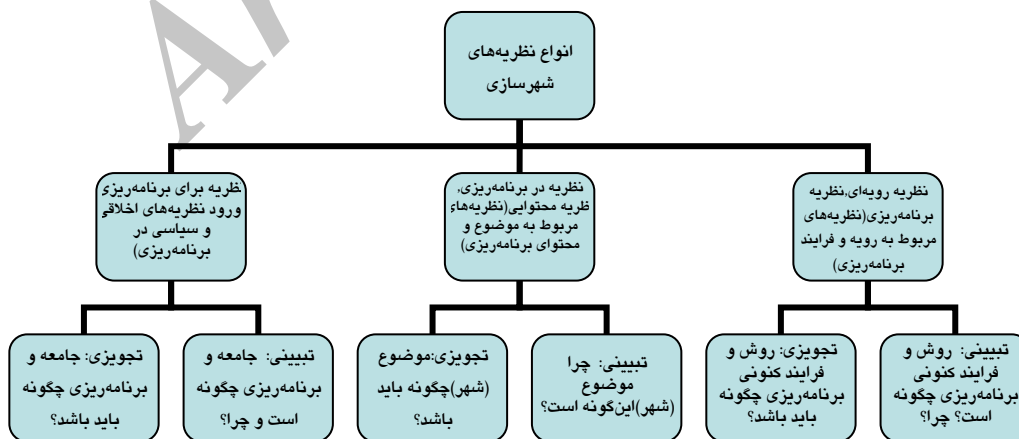 انواع نظریه‌های
شهرسازی
نظریه رویه‌ای،نظریه
برنامه‌ریزی(نظریه‌های
مربوط به رویه و فرایند
برنامه‌ریزی)
نظریه در برنامه‌ریزی،
ظریه محتوایی(نظریه‌های
مربوط به موضوع و
محتوای برنامه‌ریزی)
نظریه برای برنامه‌ریزی
ورود نظریه‌های اخلاقی
و سیاسی در
برنامه‌ریزی)
تبیینی: روش و
فرایند کنونی
برنامه‌ریزی چگونه
است؟ چرا؟
تجویزی: روش و
فرایند کنونی
برنامه‌ریزی چگونه
باید باشد؟
تبیینی: چرا
موضوع
(شهر)این‌گونه است؟
تجویزی:موضوع
(شهر)چگونه باید
باشد؟
تبیینی: جامعه و
برنامه‌ریزی چگونه
است و چرا؟
تجویزی: جامعه و
برنامه‌ریزی چگونه
باید باشد؟